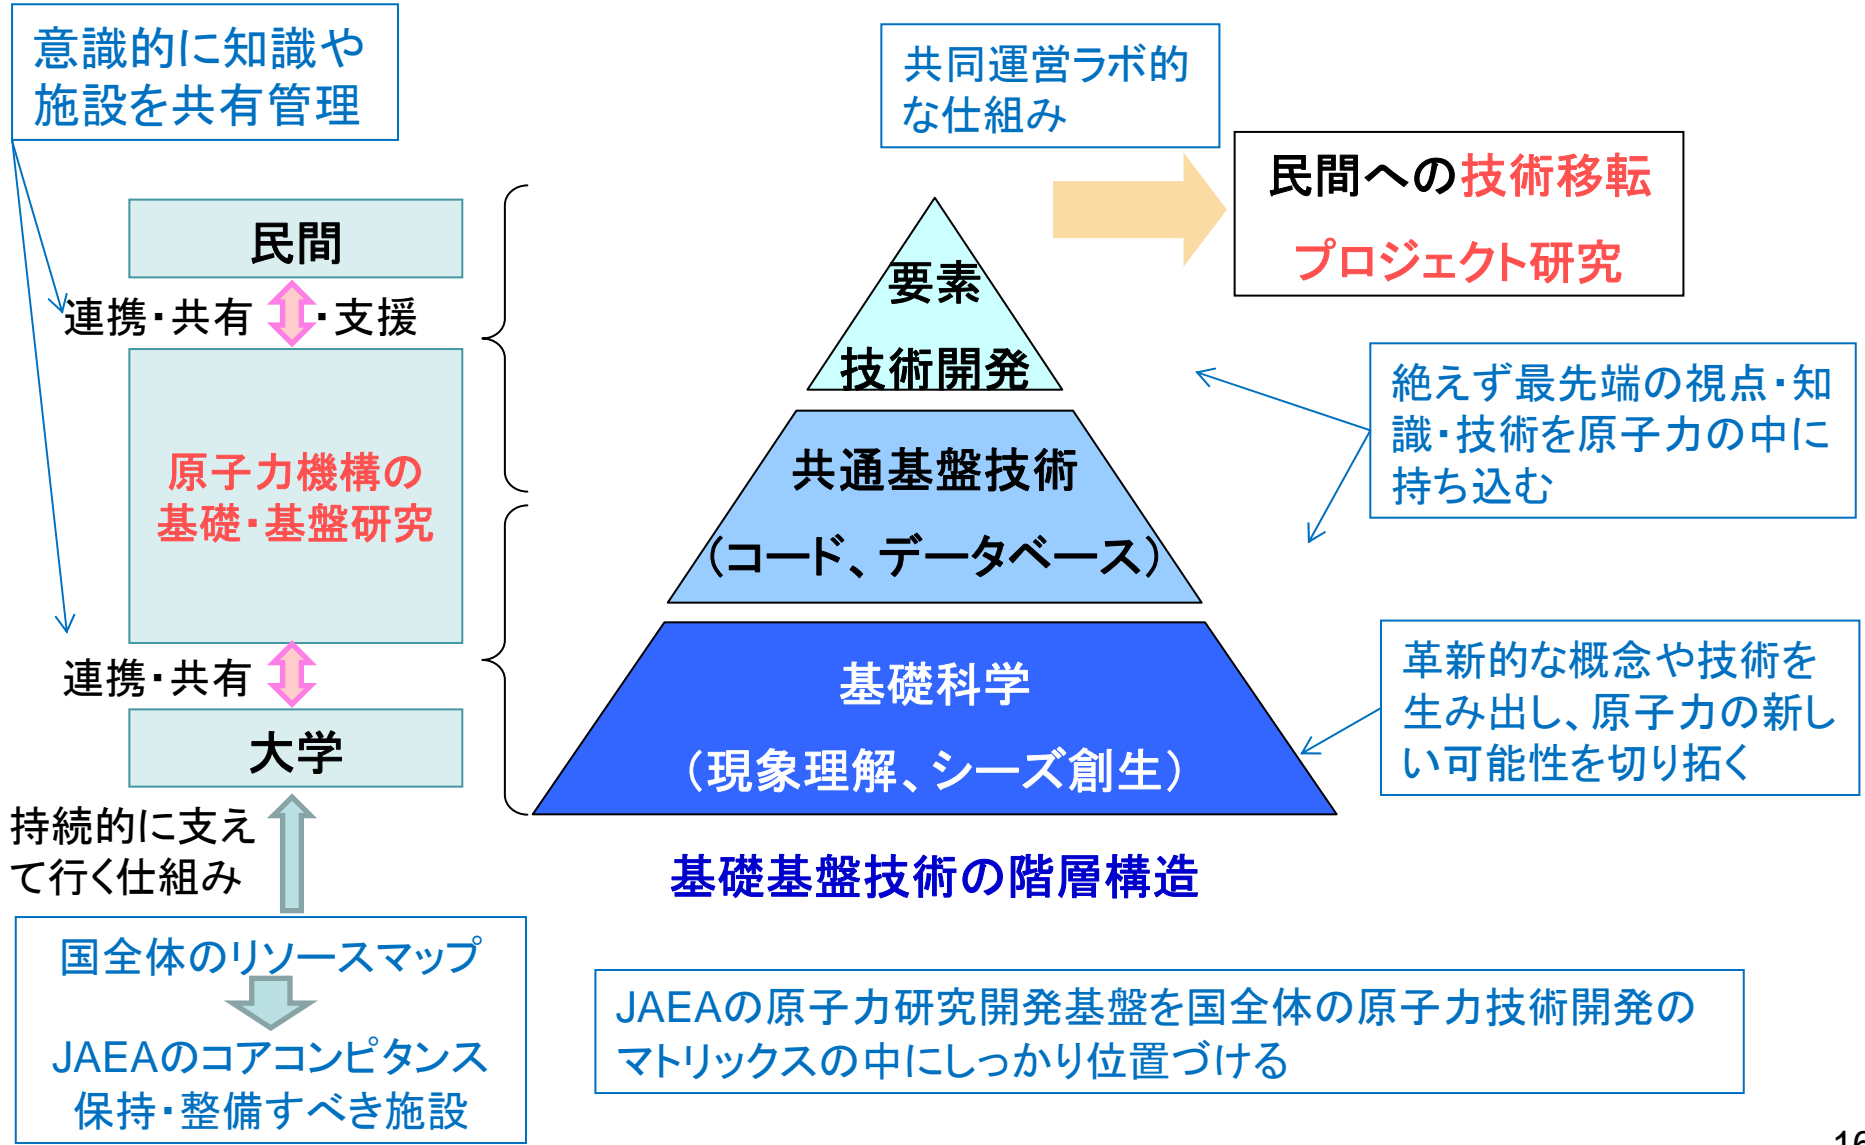 意識的に知識や
施設を共有管理
共同運営ラボ的
な仕組み
民間への技術移転
プロジェクト研究
民間
連携・共有
・支援
原子力機構の
基礎・基盤研究
連携・共有
大学
持続的に支え
て行く仕組み
国全体のリソースマップ
JAEAのコアコンピタンス
保持・整備すべき施設
要素
技術開発
共通基盤技術
（コード、データベース）
基礎科学
（現象理解、シーズ創生）
基礎基盤技術の階層構造
絶えず最先端の視点・知
識・技術を原子力の中に
持ち込む
革新的な概念や技術を
生み出し、原子力の新し
い可能性を切り拓く
JAEAの原子力研究開発基盤を国全体の原子力技術開発の
マトリックスの中にしっかり位置づける
16